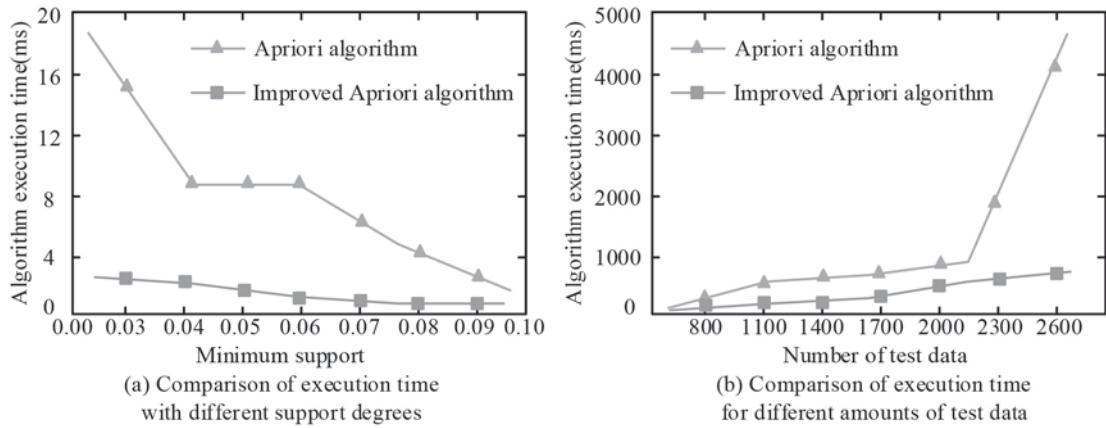 Algorithm execution time(ms)
20
16
12
8
4
0
Apriori algorithm
Improved Apriori algorithm
0.00 0.03 0.04 0.05 0.06 0.07 0.08 0.09 0.10
Minimum support
(a) Comparison of execution time
with different support degrees
Algorithm execution time(ms)
5000
4000
3000
2000
1000
0
Apriori algorithm
Improved Apriori algorithm
800 1100 1400 1700 2000 2300 2600
Number of test data
(b) Comparison of execution time
for different amounts of test data